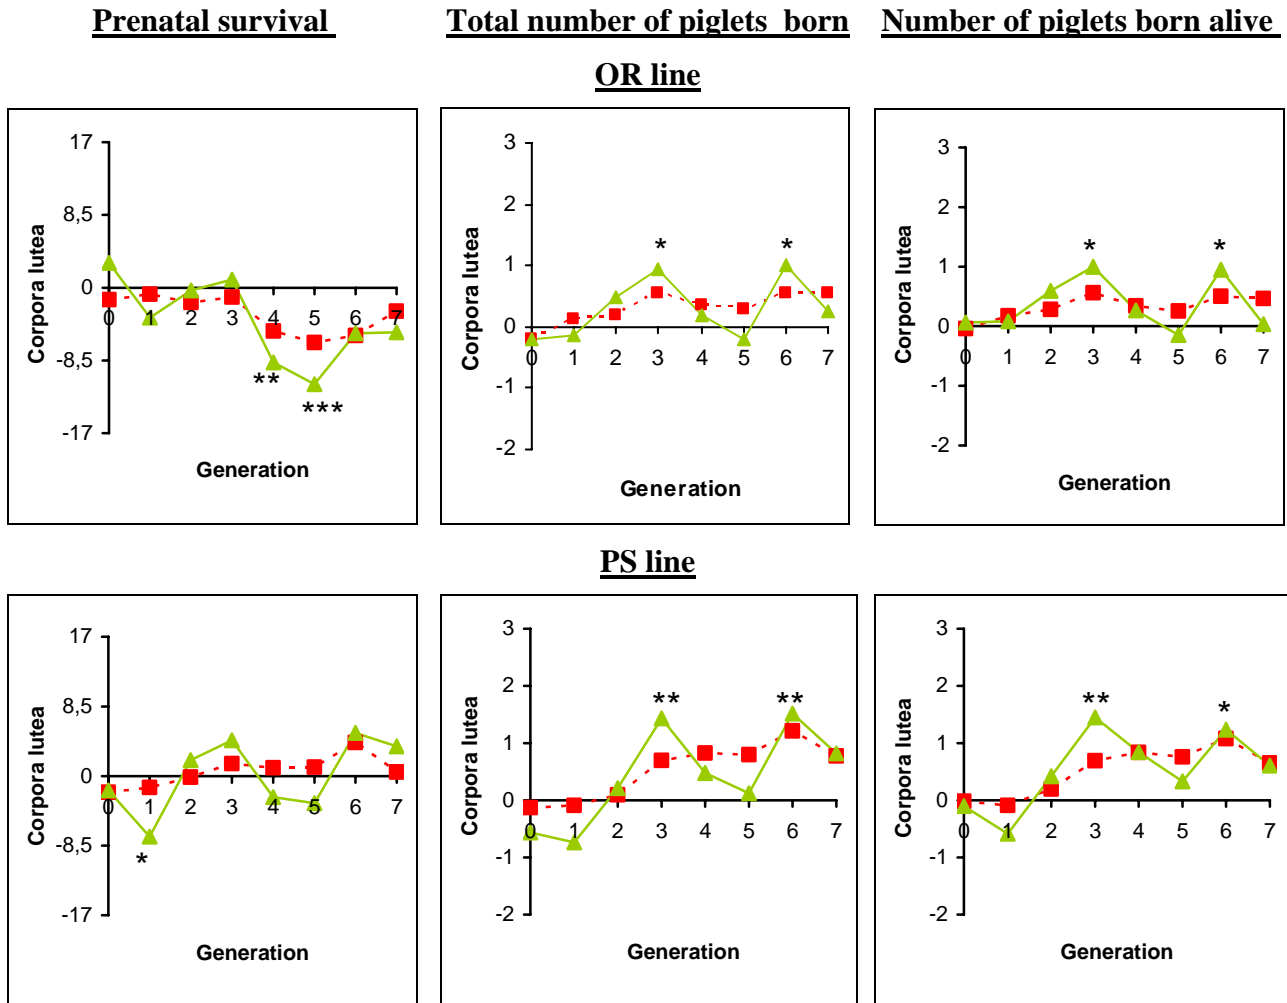 Prenatal survival Total number of piglets born Number of piglets born alive
OR line
17
8,5
0
-8,5
-17
Corpora lutea
0 1 2 3 4 5 6 7
**
***
Generation
3
2
1
0
-1
-2
Corpora lutea
0 1 2 3 4 5 6 7
* *
Generation
3
2
1
0
-1
-2
Corpora lutea
0 1 2 3 4 5 6 7
* *
Generation
PS line
17
8,5
0
-8,5
-17
Corpora lutea
0 1 2 3 4 5 6 7
*
Generation
3
2
1
0
-1
-2
Corpora lutea
0 1 2 3 4 5 6 7
** **
Generation
3
2
1
0
-1
-2
Corpora lutea
0 1 2 3 4 5 6 7
** *
Generation